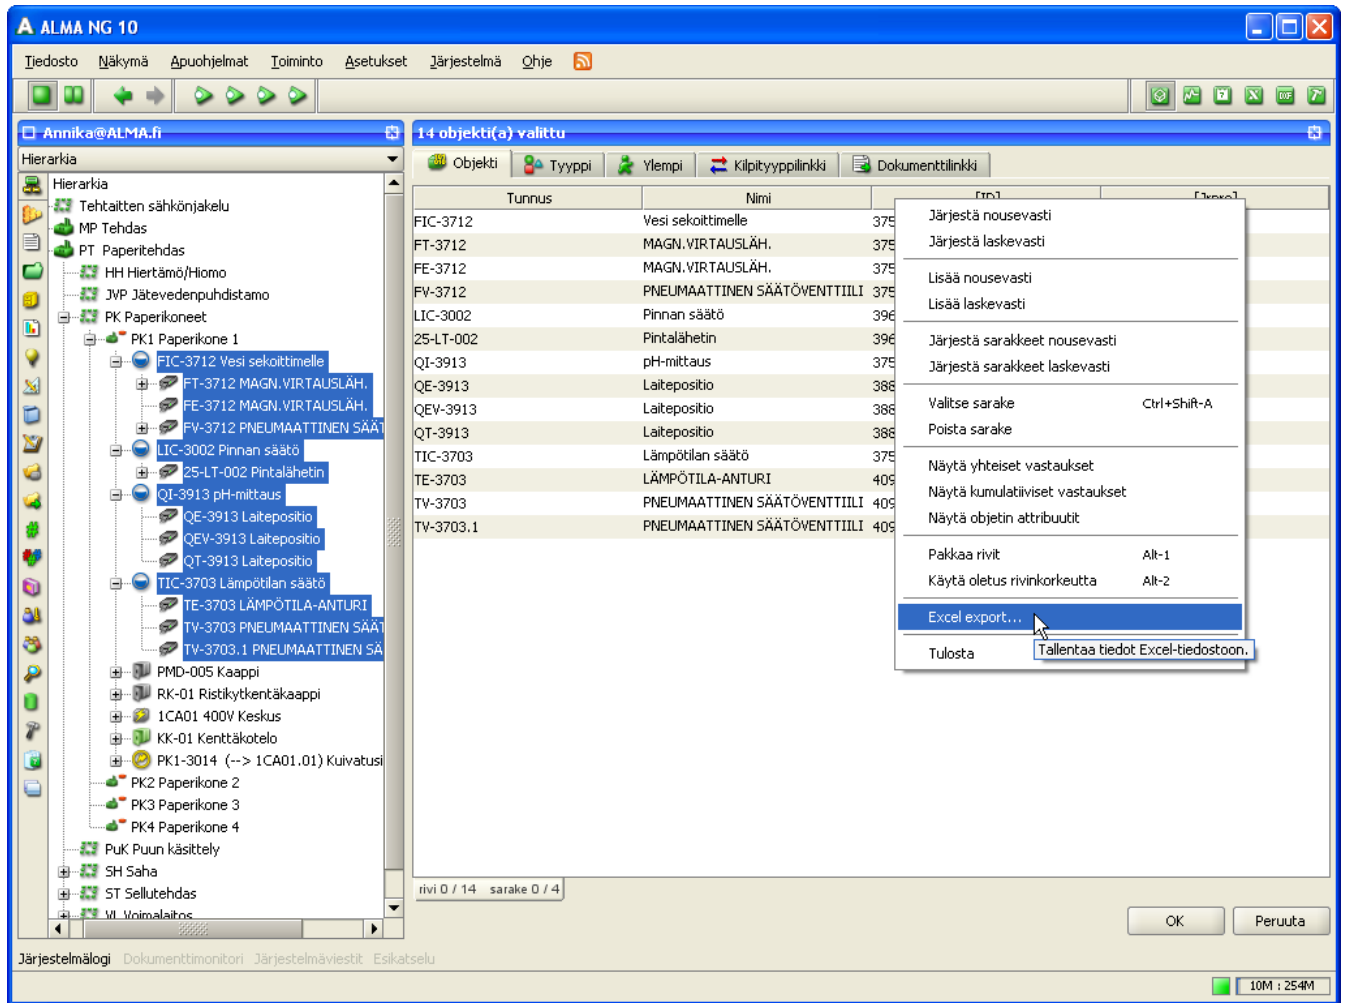 ALMA NG 10
Tiedosto Näkymä Apuohjelmat Toiminto Asetukset Järjestelmä Ohje
Annika@ALMA.fi
Hierarkia
Hierarkia
Tehtaitten sähkönjakelu
MP Tehdas
PT Paperitehdas
HH Hiertämö/Hiomo
JVP Jätevedenpuhdistamo
PK Paperikoneet
PK1 Paperikone 1
FIC-3712 Vesi sekoittimelle
FT-3712 MAGN.VIRTAUSLÄH.
FE-3712 MAGN.VIRTAUSLÄH.
FV-3712 PNEUMAATTINEN SÄÄT
LIC-3002 Pinnan säätö
25-LT-002 Pintalähetin
QI-3913 pH-mittaus
QE-3913 Laitepositio
QEV-3913 Laitepositio
QT-3913 Laitepositio
TIC-3703 Lämpötilan säätö
TE-3703 LÄMPÖTILA-ANTURI
TV-3703 PNEUMAATTINEN SÄÄT
TV-3703.1 PNEUMAATTINEN SÄ
PMD-005 Kaappi
RK-01 Ristikytkentäkaappi
1CA01 400V Keskus
KK-01 Kenttäkotelo
PK1-3014 (--> 1CA01.01) Kuivatusi
PK2 Paperikone 2
PK3 Paperikone 3
PK4 Paperikone 4
PuK Puun käsittely
SH Saha
ST Sellutehdas
VL Voimalaitos
14 objekti(a) valittu
Objekti Tyyppi Ylempi Kilpityyppilinkki Dokumenttilinkki
Tunnus Nimi [ID]
FIC-3712 Vesi sekoittimelle 375
FT-3712 MAGN.VIRTAUSLÄH. 375
FE-3712 MAGN.VIRTAUSLÄH. 375
FV-3712 PNEUMAATTINEN SÄÄTÖVENTTIILI 375
LIC-3002 Pinnan säätö 396
25-LT-002 Pintalähetin 396
QI-3913 pH-mittaus 375
QE-3913 Laitepositio 388
QEV-3913 Laitepositio 388
QT-3913 Laitepositio 388
TIC-3703 Lämpötilan säätö 375
TE-3703 LÄMPÖTILA-ANTURI 409
TV-3703 PNEUMAATTINEN SÄÄTÖVENTTIILI 409
TV-3703.1 PNEUMAATTINEN SÄÄTÖVENTTIILI 409
Järjestä nousevasti
Järjestä laskevasti
Lisää nousevasti
Lisää laskevasti
Järjestä sarakkeet nousevasti
Järjestä sarakkeet laskevasti
Valitse sarake Ctrl+Shift-A
Poista sarake
Näytä yhteiset vastaukset
Näytä kumulatiiviset vastaukset
Näytä objetin attribuutit
Pakkaa rivit Alt-1
Käytä oletus rivinkorkeutta Alt-2
Excel export...
Tallentaa tiedot Excel-tiedostoon.
Tulosta
rivi 0 / 14 sarake 0 / 4
OK Peruuta
Järjestelmälogi Dokumenttimonitori Järjestelmäviestit Esikatselu
10M : 254M